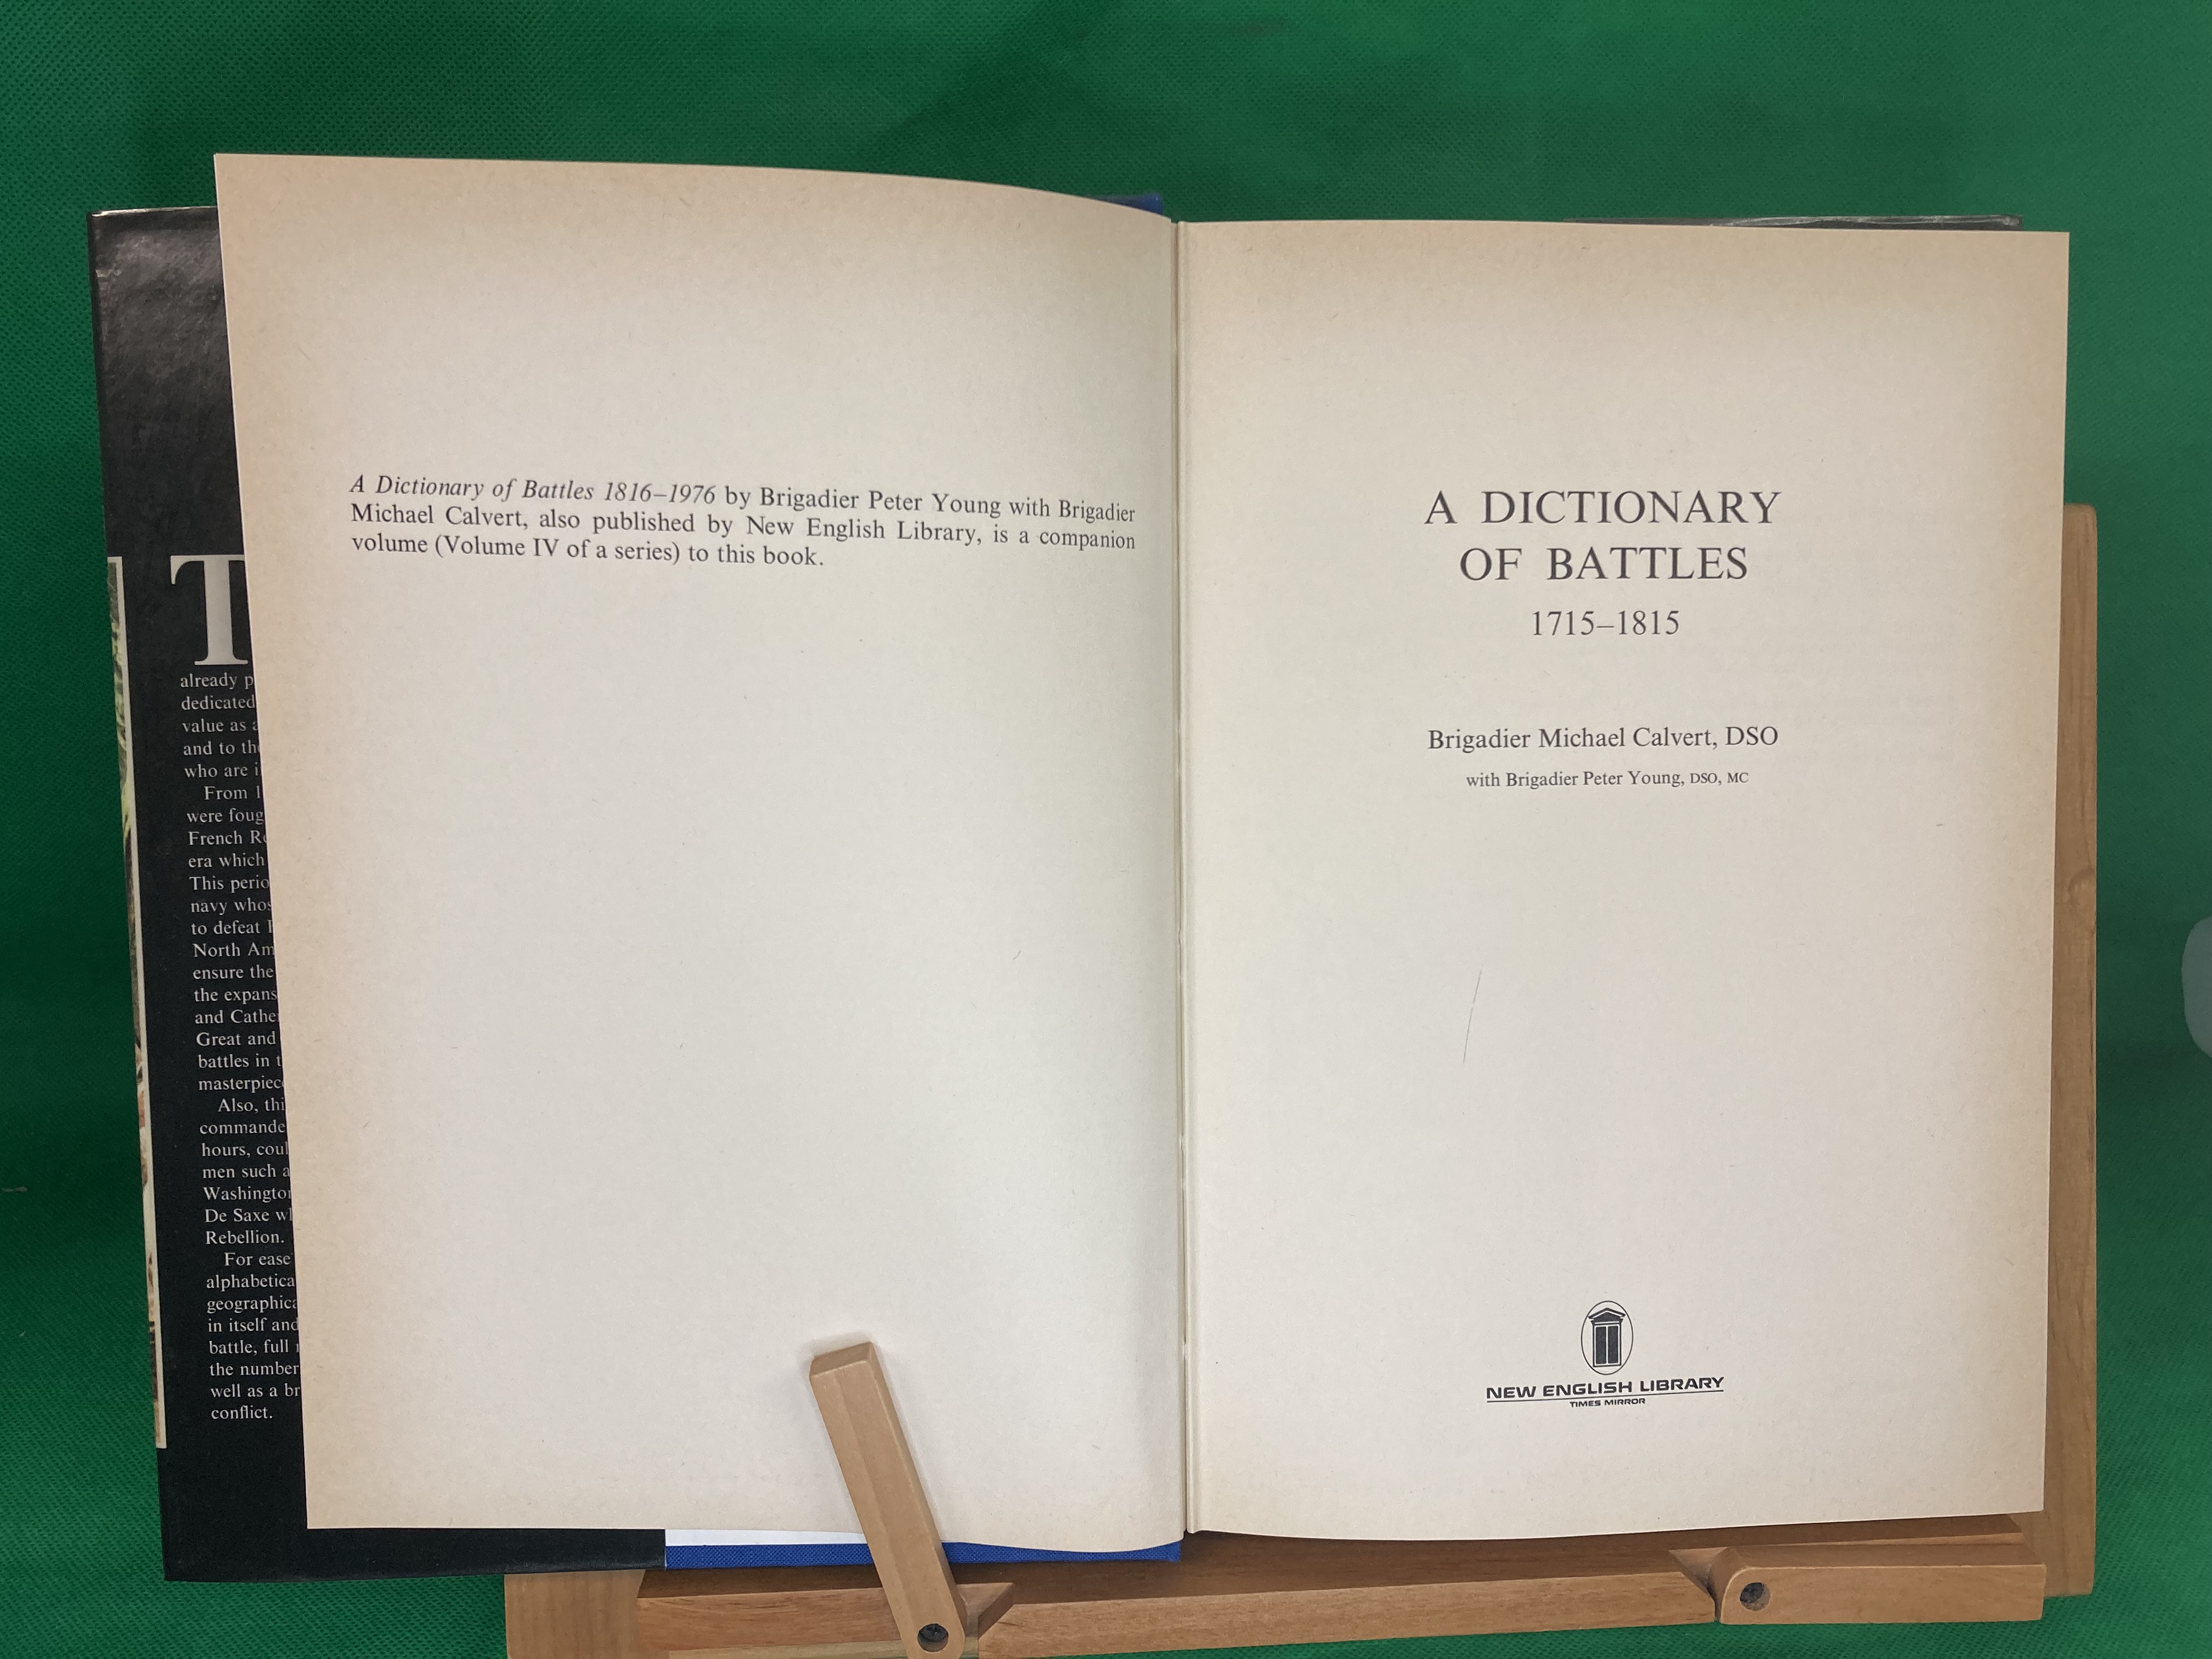 T
already
dedicated
value as
and to
who are
From
were
French
era which
This
navy
to defeat
North
ensure the
the
and
Great and
battles in
Also,
hours,
men such
De Saxe
Rebellion.
For ease
in itself and
battle, full
the number
well as a
conflict.
A Dictionary of Battles 1816–1976 by Brigadier Peter Young with Brigadier
Michael Calvert, also published by New English Library, is a companion
volume (Volume IV of a series) to this book.
A DICTIONARY
OF BATTLES
1715–1815
Brigadier Michael Calvert, DSO
with Brigadier Peter Young, DSO, MC
NEW ENGLISH LIBRARY
TIMES MIRROR